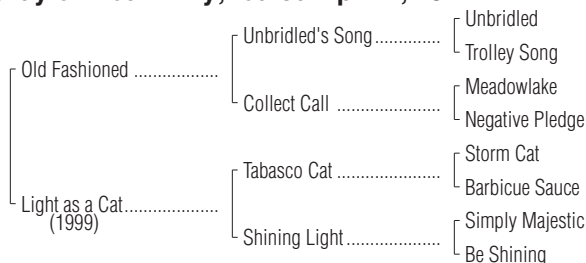 Unbridled
Unbridled's Song
Trolley Song
Old Fashioned
Meadowlake
Collect Call
Negative Pledge
Storm Cat
Tabasco Cat
Barbicue Sauce
Light as a Cat
(1999)
Simply Majestic
Shining Light
Be Shining